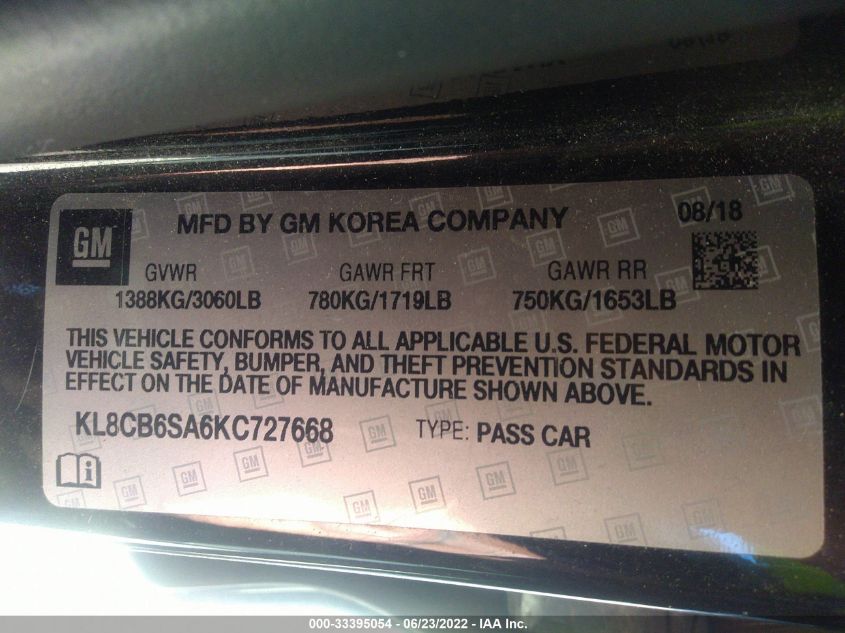 GM MFD BY GM KOREA COMPANY 08/18
GVWR GAWR FRT GAWR RR
1388KG/3060LB 780KG/1719LB 750KG/1653LB
THIS VEHICLE CONFORMS TO ALL APPLICABLE U.S. FEDERAL MOTOR
VEHICLE SAFETY, BUMPER, AND THEFT PREVENTION STANDARDS IN
EFFECT ON THE DATE OF MANUFACTURE SHOWN ABOVE.
KL8CB6SA6KC727668 TYPE: PASS CAR
000-33395054 - 06/23/2022 - IAA Inc.